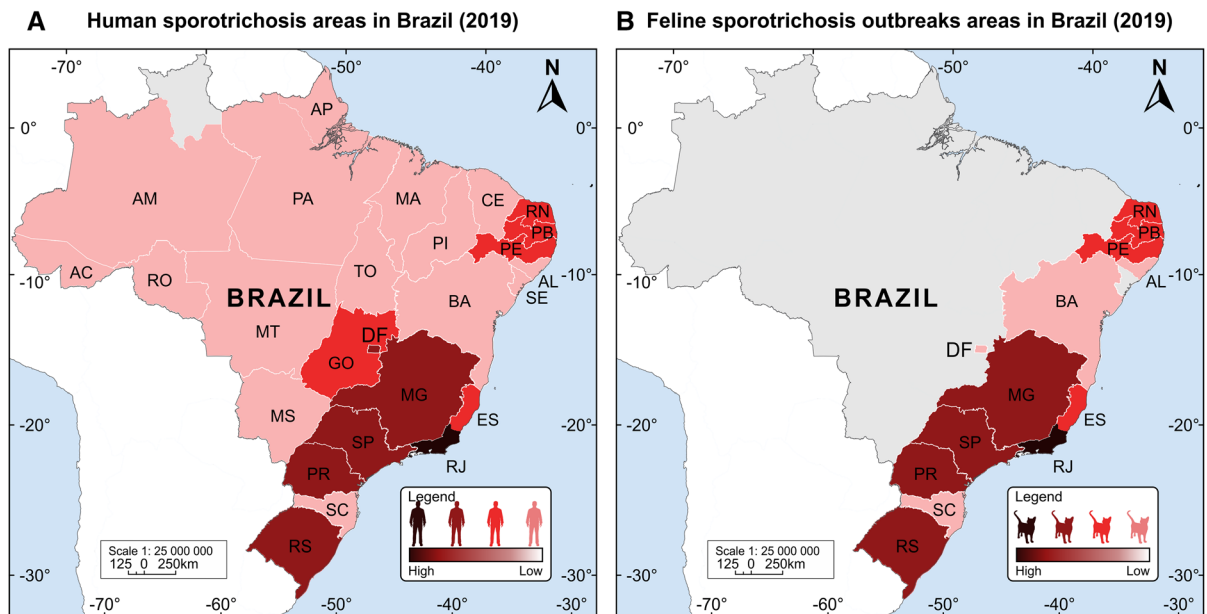 A Human sporotrichosis areas in Brazil (2019)
-70° -50° -40°
N
0° 0°
AP
AM PA MA CE RN
PB
PI PE
AC RO TO AL
-10° -10°
SE
BRAZIL BA
MT DF
GO
MG
MS ES
-20° -20°
SP
RJ
PR
Legend
SC
RS
Scale 1: 25 000 000
125 0 250km
High Low
-30° -30°
-70° -60° -50° -40° -30°
B Feline sporotrichosis outbreaks areas in Brazil (2019)
-70° -50° -40°
N
0° 0°
RN
PB
PE
-10° -10°
AL
BRAZIL BA
DF
MG
ES
-20° -20°
SP
RJ
PR
Legend
SC
RS
Scale 1: 25 000 000
125 0 250km
High Low
-30° -30°
-70° -60° -50° -40° -30°